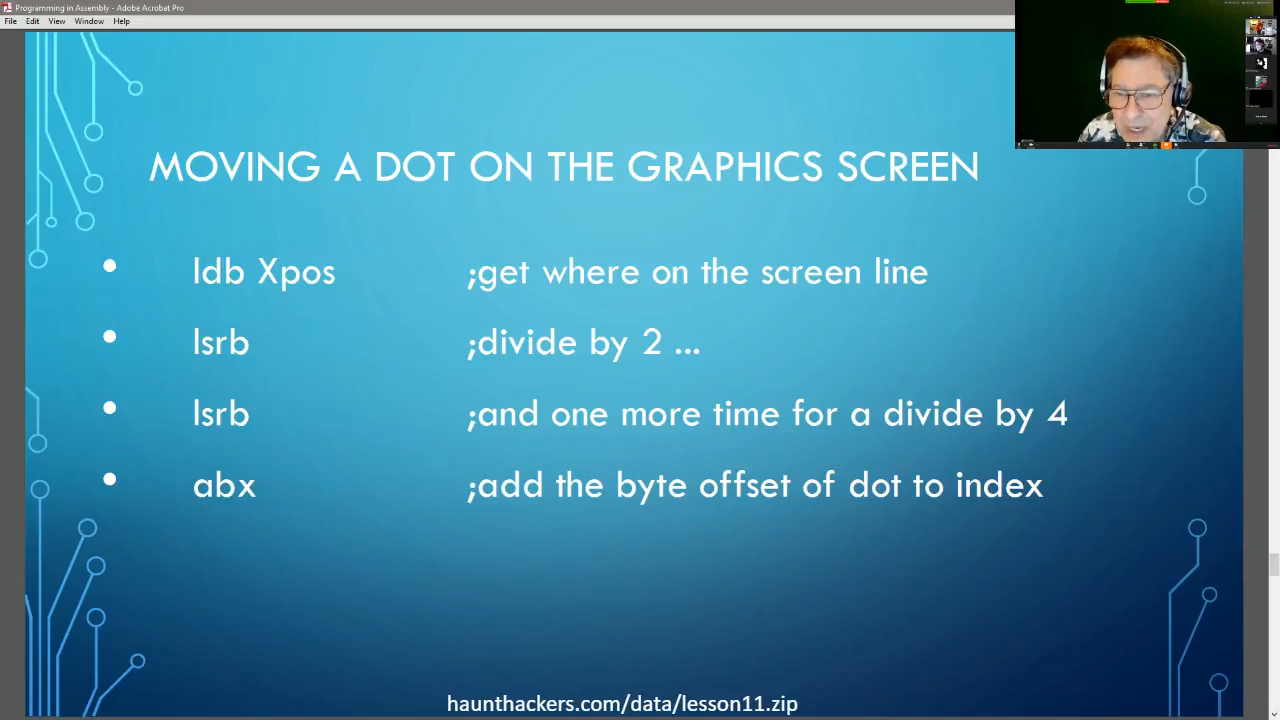 Programming in Assembly - Adobe Acrobat Pro
File Edit View Window Help
MOVING A DOT ON THE GRAPHICS SCREEN
ldb Xpos ;get where on the screen line
lsrb ;divide by 2 ...
lsrb ;and one more time for a divide by 4
abx ;add the byte offset of dot to index
haunthackers.com/data/lesson11.zip